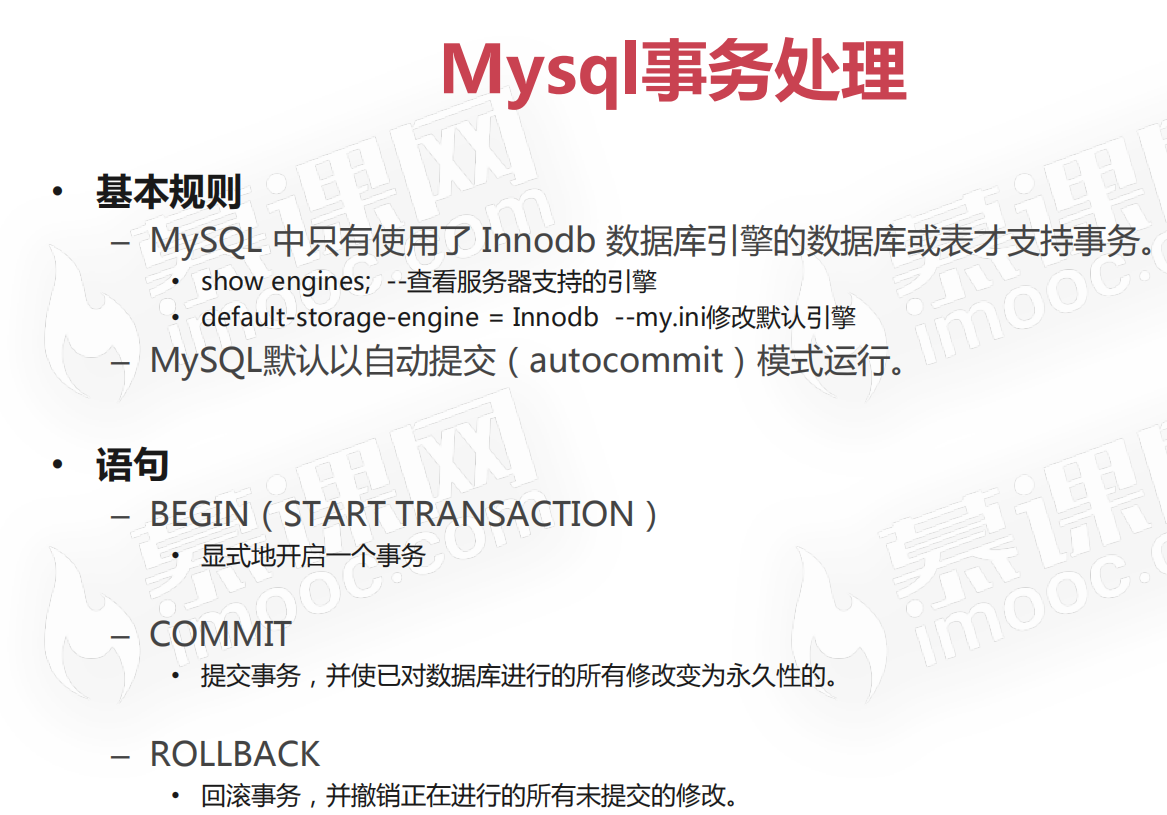 Mysql事务处理
• 基本规则
– MySQL 中只有使用了 Innodb 数据库引擎的数据库或表才支持事务。
• show engines; --查看服务器支持的引擎
• default-storage-engine = Innodb --my.ini修改默认引擎
– MySQL默认以自动提交（autocommit）模式运行。
• 语句
– BEGIN（START TRANSACTION）
• 显式地开启一个事务
– COMMIT
• 提交事务，并使已对数据库进行的所有修改变为永久性的。
– ROLLBACK
• 回滚事务，并撤销正在进行的所有未提交的修改。
慕课网
imooc.com
慕课
imooc.co
慕课网
imooc.com
慕课
imooc.co